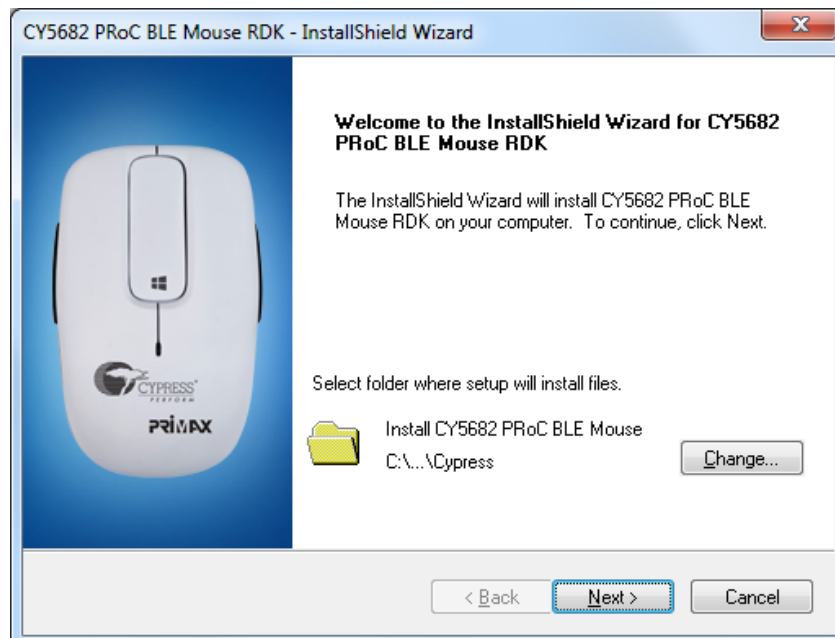 CY5682 PRoC BLE Mouse RDK - InstallShield Wizard
Welcome to the InstallShield Wizard for CY5682
PRoC BLE Mouse RDK
The InstallShield Wizard will install CY5682 PRoC BLE
Mouse RDK on your computer. To continue, click Next.
CYPRESS
PERFORM
PRiMAX
Select folder where setup will install files.
Install CY5682 PRoC BLE Mouse
C:\...\Cypress
Change...
< Back
Next >
Cancel